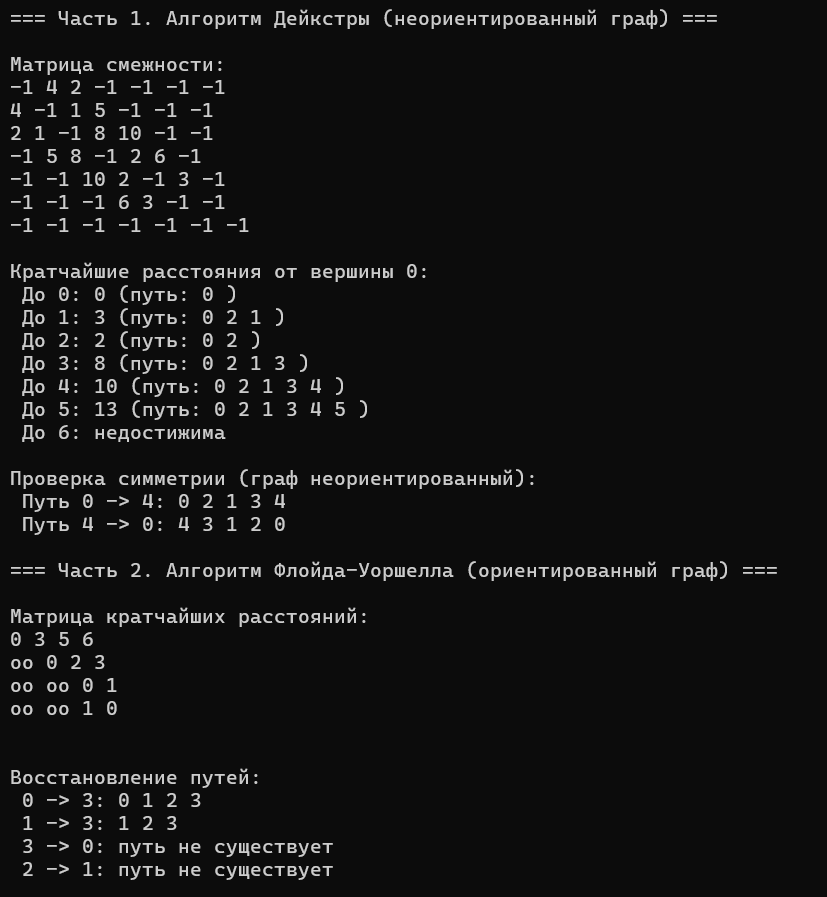 === Часть 1. Алгоритм Дейкстры (неориентированный граф) ===
Матрица смежности:
-1 4 2 -1 -1 -1 -1
4 -1 1 5 -1 -1 -1
2 1 -1 8 10 -1 -1
-1 5 8 -1 2 6 -1
-1 -1 10 2 -1 3 -1
-1 -1 -1 6 3 -1 -1
-1 -1 -1 -1 -1 -1 -1
Кратчайшие расстояния от вершины 0:
До 0: 0 (путь: 0 )
До 1: 3 (путь: 0 2 1 )
До 2: 2 (путь: 0 2 )
До 3: 8 (путь: 0 2 1 3 )
До 4: 10 (путь: 0 2 1 3 4 )
До 5: 13 (путь: 0 2 1 3 4 5 )
До 6: недостижима
Проверка симметрии (граф неориентированный):
Путь 0 -> 4: 0 2 1 3 4
Путь 4 -> 0: 4 3 1 2 0
=== Часть 2. Алгоритм Флойда-Уоршелла (ориентированный граф) ===
Матрица кратчайших расстояний:
0 3 5 6
oo 0 2 3
oo oo 0 1
oo oo 1 0
Восстановление путей:
0 -> 3: 0 1 2 3
1 -> 3: 1 2 3
3 -> 0: путь не существует
2 -> 1: путь не существует